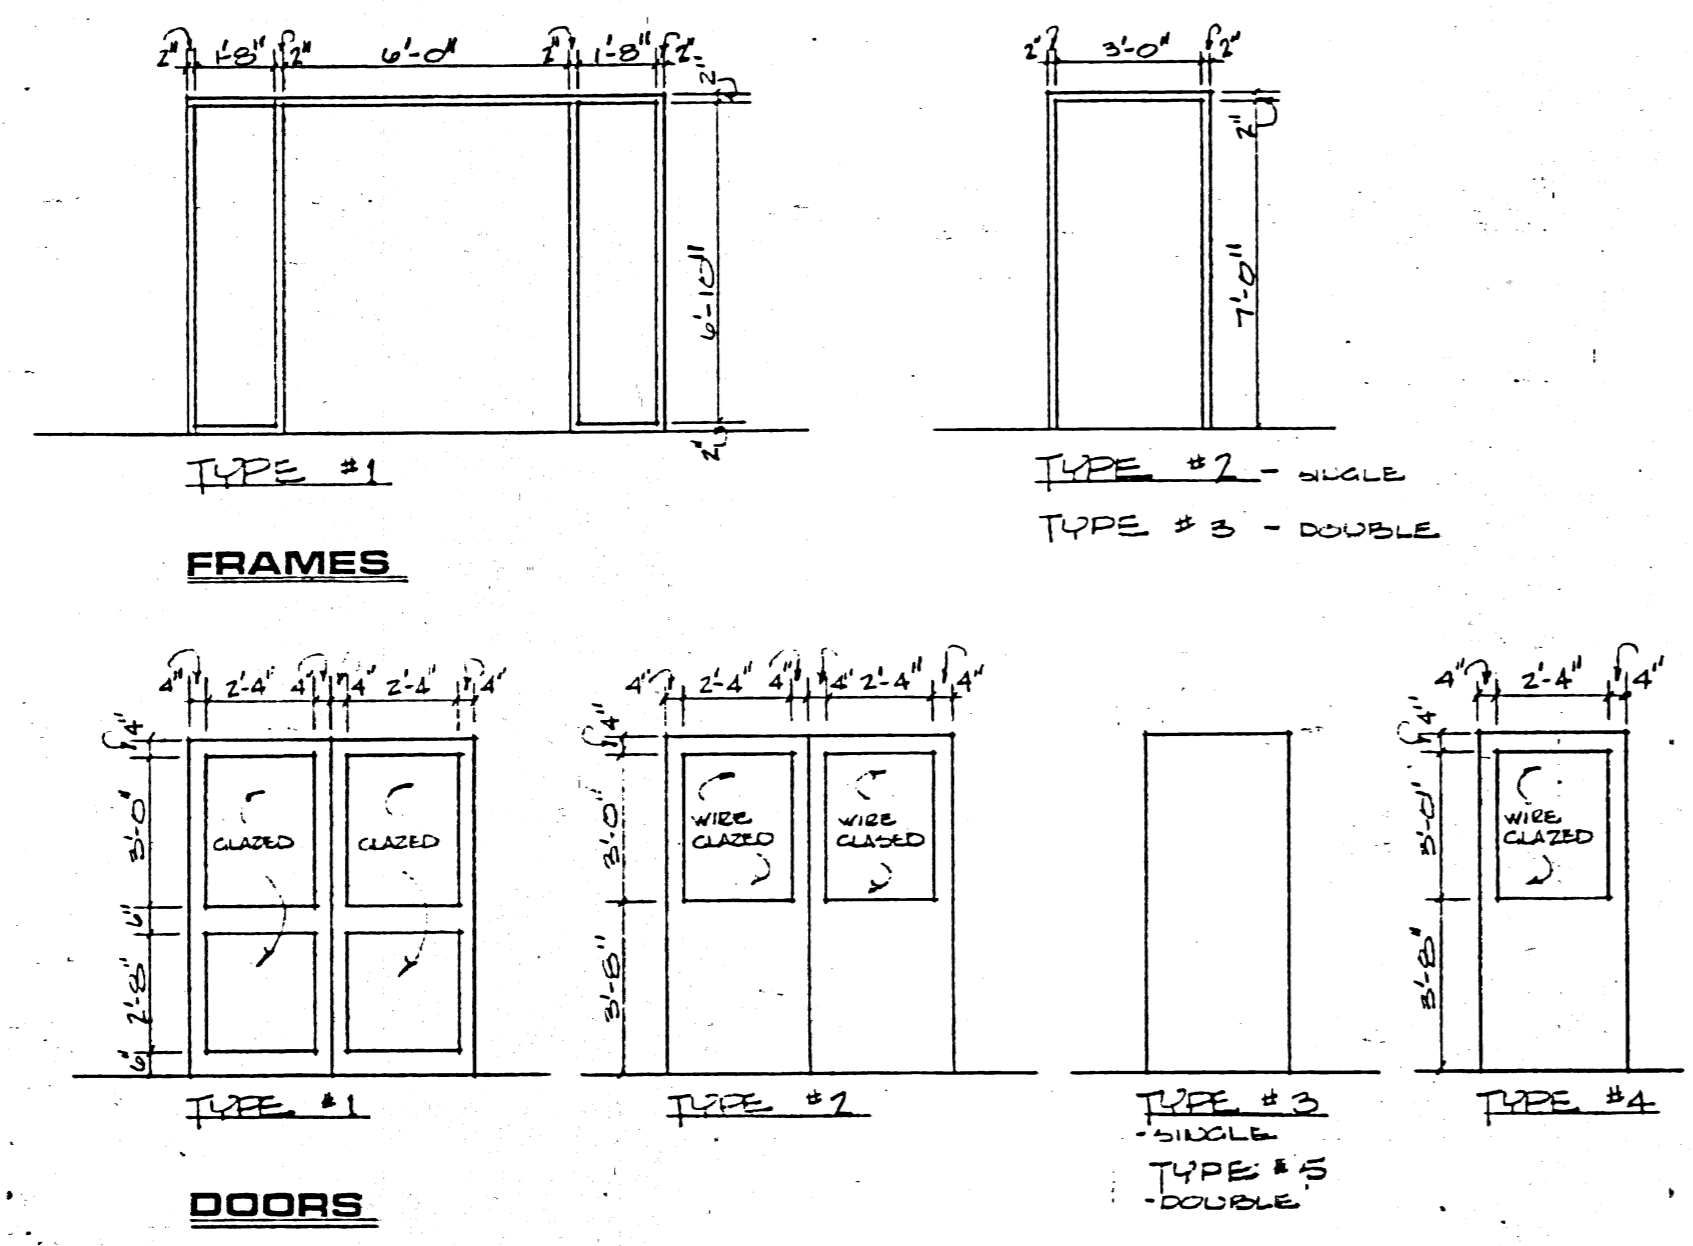 2" 1'-8" 2" 6'-0" 2" 1'-8" 2"
2"
6'-10"
2"
TYPE #1
2" 3'-0" 2"
2"
7'-0"
TYPE #2 - SINGLE
TYPE #3 - DOUBLE
FRAMES
4" 2'-4" 4" 4" 2'-4 4"
4"
3'-0"
6"
2'-8"
6"
GLAZED GLAZED
TYPE #1
4" 2'-4" 4" 4" 2'-4" 4"
4"
3'-0"
3'-8"
WIRE GLAZED
WIRE GLASED
TYPE #2
TYPE #3
-SINGLE
TYPE #5
-DOUBLE
4" 2'-4" 4"
4"
3'-0"
3'-8"
WIRE
GLAZED
TYPE #4
DOORS